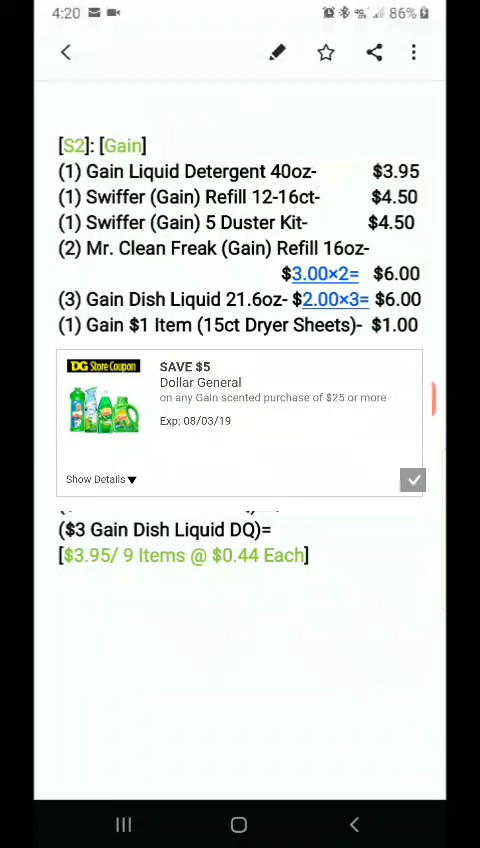 4:20 86%
[S2]: [Gain]
(1) Gain Liquid Detergent 40oz- $3.95
(1) Swiffer (Gain) Refill 12-16ct- $4.50
(1) Swiffer (Gain) 5 Duster Kit- $4.50
(2) Mr. Clean Freak (Gain) Refill 16oz-
$3.00×2= $6.00
(3) Gain Dish Liquid 21.6oz- $2.00×3= $6.00
(1) Gain $1 Item (15ct Dryer Sheets)- $1.00
DG Store Coupon
SAVE $5
Dollar General
on any Gain scented purchase of $25 or more
Exp: 08/03/19
Show Details▼
($3 Gain Dish Liquid DQ)=
[$3.95/ 9 Items @ $0.44 Each]